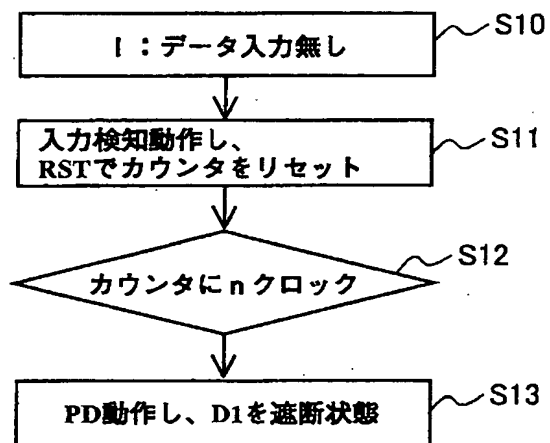 I：データ入力無し
S10
入力検知動作し、
RSTでカウンタをリセット
S11
カウンタにnクロック
S12
PD動作し、D1を遮断状態
S13